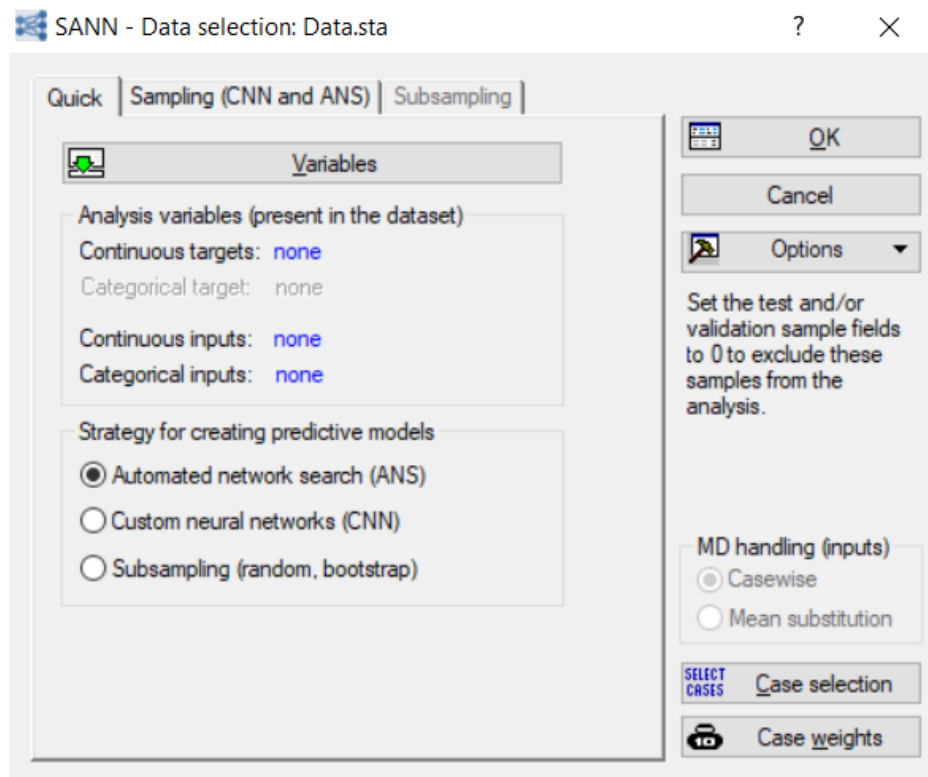 SANN - Data selection: Data.sta
?
Quick
Sampling (CNN and ANS)
Subsampling
Variables
Analysis variables (present in the dataset)
Continuous targets: none
Categorical target: none
Continuous inputs: none
Categorical inputs: none
Strategy for creating predictive models
Automated network search (ANS)
Custom neural networks (CNN)
Subsampling (random, bootstrap)
OK
Cancel
Options
Set the test and/or
validation sample fields
to 0 to exclude these
samples from the
analysis.
MD handling (inputs)
Casewise
Mean substitution
SELECT
CASES
Case selection
10
Case weights